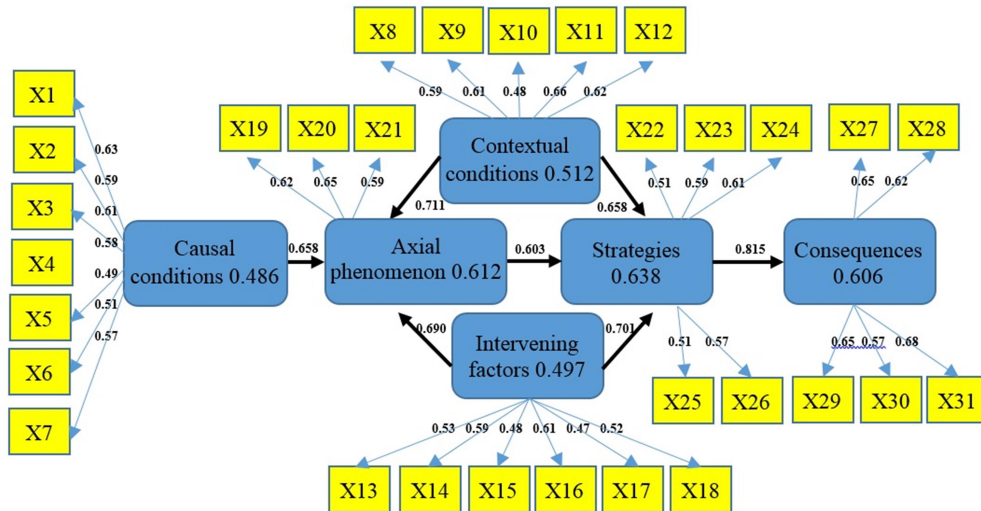 X8 X9 X10 X11 X12
0.59 0.61 0.48 0.66 0.62
X1
X2
X3
X4
X5
X6
X7
0.63
0.59
0.61
0.58
0.49
0.51
0.57
X19 X20 X21
0.62 0.65 0.59
Contextual
conditions 0.512
X22 X23 X24
0.51 0.59 0.61
X27 X28
0.65 0.62
0.711
0.658
Causal
conditions 0.486
0.658
Axial
phenomenon 0.612
0.603
Strategies
0.638
0.815
Consequences
0.606
0.690
0.701
Intervening
factors 0.497
0.51 0.57
X25 X26
0.65 0.57 0.68
X29 X30 X31
0.53 0.59 0.48 0.61 0.47 0.52
X13 X14 X15 X16 X17 X18